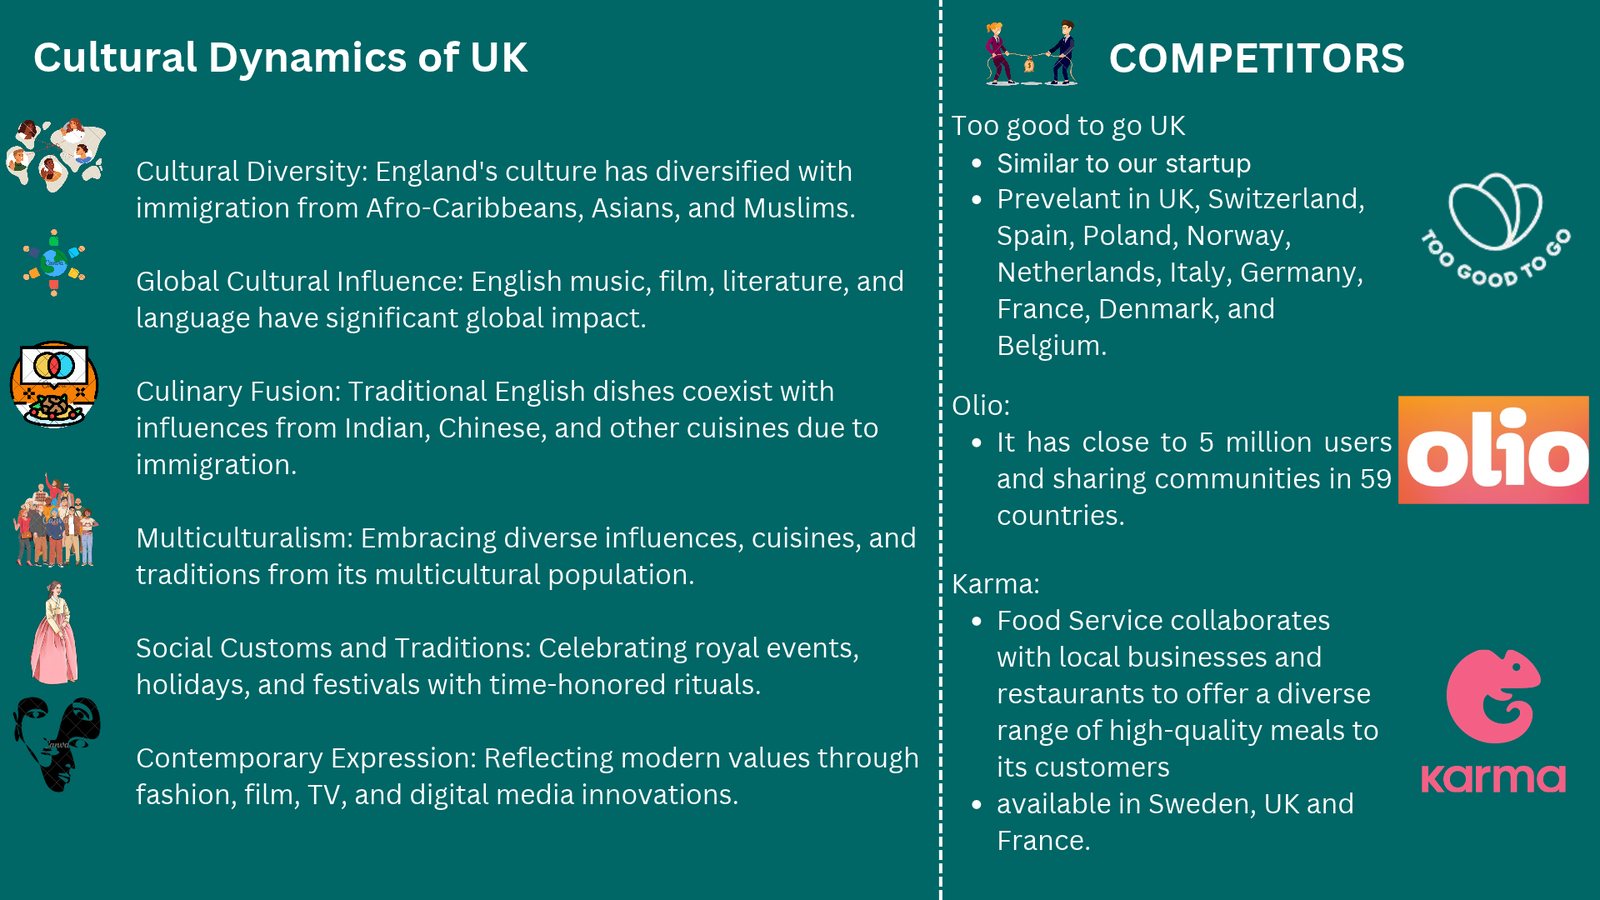 Cultural Dynamics of UK
Cultural Diversity: England's culture has diversified with
immigration from Afro-Caribbeans, Asians, and Muslims.
Global Cultural Influence: English music, film, literature, and
language have significant global impact.
Culinary Fusion: Traditional English dishes coexist with
influences from Indian, Chinese, and other cuisines due to
immigration.
Multiculturalism: Embracing diverse influences, cuisines, and
traditions from its multicultural population.
Social Customs and Traditions: Celebrating royal events,
holidays, and festivals with time-honored rituals.
Contemporary Expression: Reflecting modern values through
fashion, film, TV, and digital media innovations.
COMPETITORS
Too good to go UK
• Similar to our startup
• Prevelant in UK, Switzerland,
Spain, Poland, Norway,
Netherlands, Italy, Germany,
France, Denmark, and
Belgium.
TOO GOOD TO GO
Olio:
• It has close to 5 million users
and sharing communities in 59
countries.
olio
Karma:
• Food Service collaborates
with local businesses and
restaurants to offer a diverse
range of high-quality meals to
its customers
• available in Sweden, UK and
France.
Karma